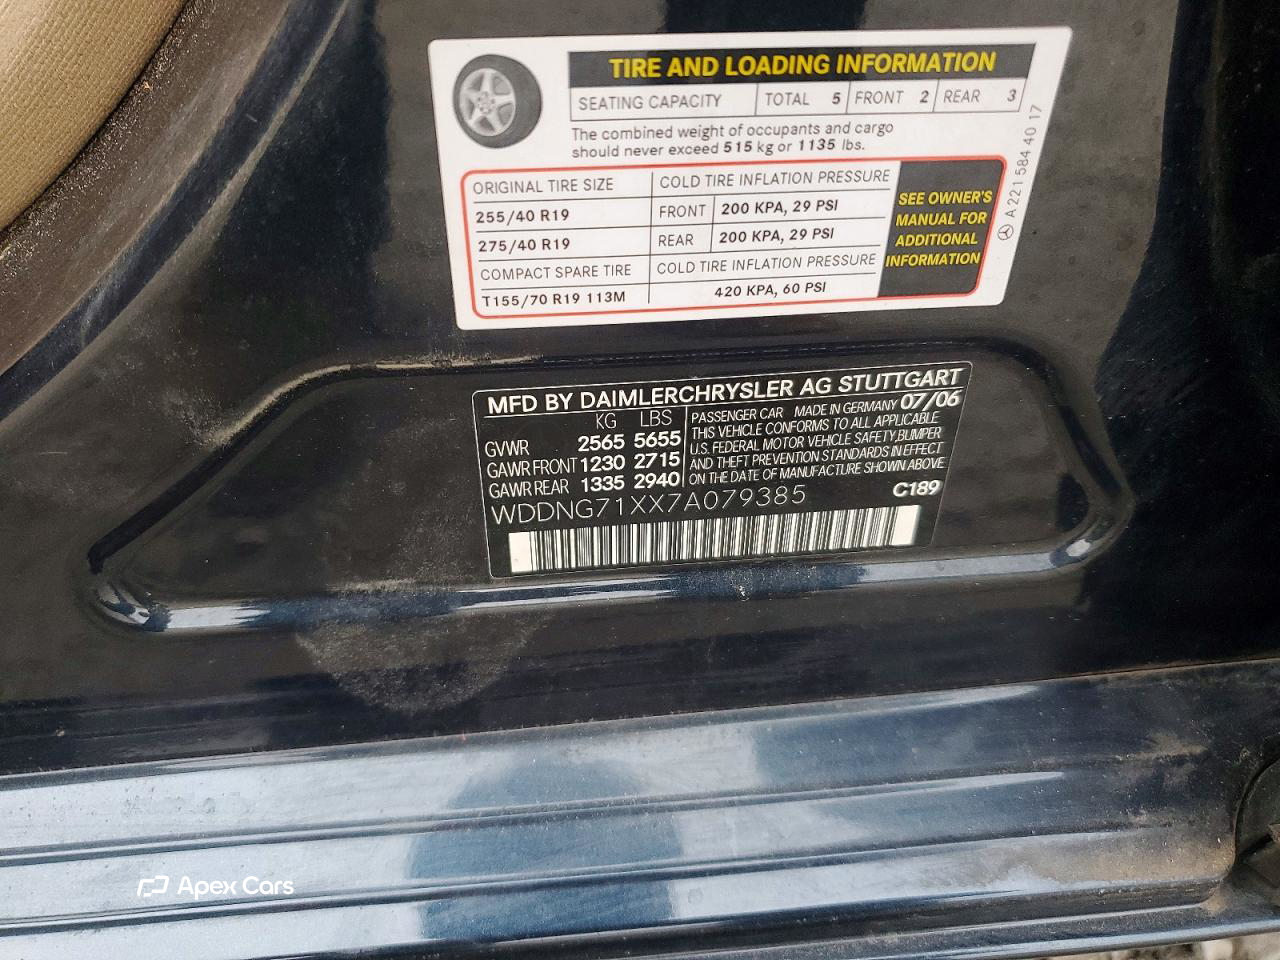 TIRE AND LOADING INFORMATION
SEATING CAPACITY TOTAL 5 FRONT 2 REAR 3
The combined weight of occupants and cargo
should never exceed 515 kg or 1135 lbs.
ORIGINAL TIRE SIZE COLD TIRE INFLATION PRESSURE
255/40 R19 FRONT 200 KPA, 29 PSI
275/40 R19 REAR 200 KPA, 29 PSI
COMPACT SPARE TIRE COLD TIRE INFLATION PRESSURE
T155/70 R19 113M 420 KPA, 60 PSI
SEE OWNER'S
MANUAL FOR
ADDITIONAL
INFORMATION
A 221 584 40 17
MFD BY DAIMLERCHRYSLER AG STUTTGART
KG LBS
GVWR 2565 5655
GAWR FRONT 1230 2715
GAWR REAR 1335 2940
PASSENGER CAR MADE IN GERMANY 07/06
THIS VEHICLE CONFORMS TO ALL APPLICABLE
U.S. FEDERAL MOTOR VEHICLE SAFETY,BUMPER
AND THEFT PREVENTION STANDARDS IN EFFECT
ON THE DATE OF MANUFACTURE SHOWN ABOVE
WDDNG71XX7A079385 C189
Apex Cars